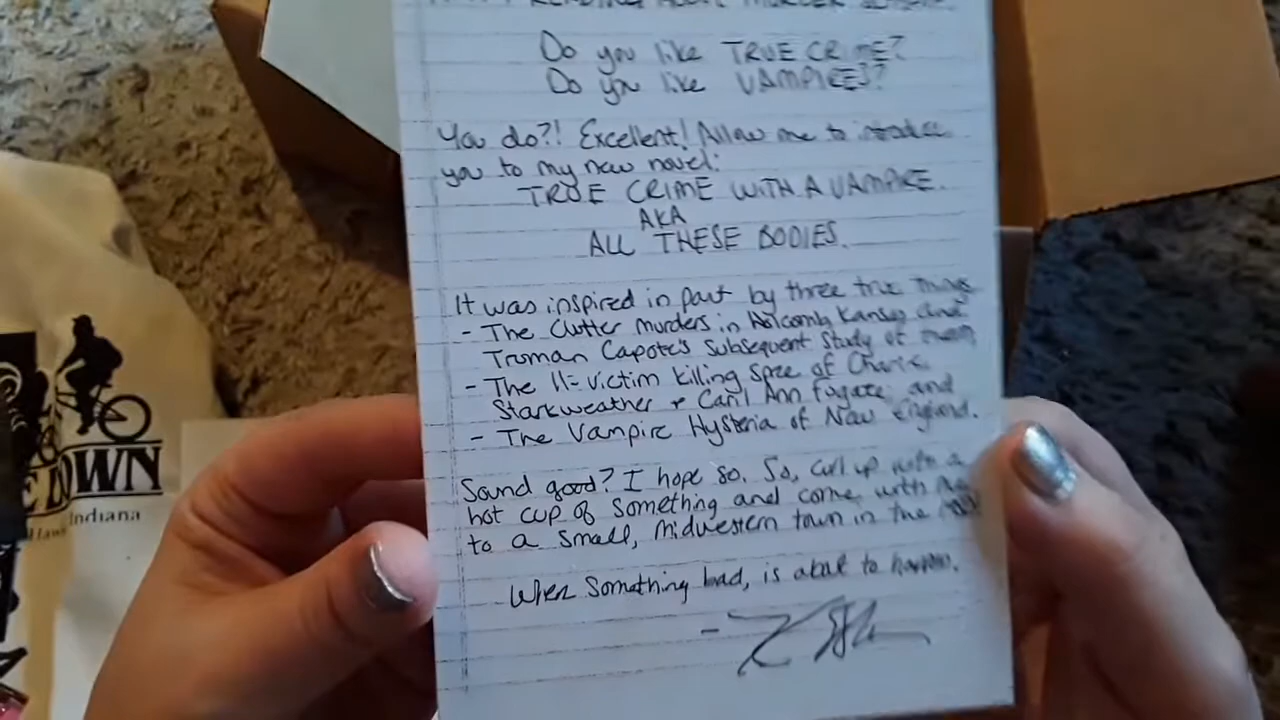 READING ABOUT MURDER
Do you like TRUE CRIME?
Do you like VAMPIRES?
You do?! Excellent! Allow me to introduce
you to my new novel:
TRUE CRIME WITH A VAMPIRE.
AKA
ALL THESE BODIES.
It was inspired in part by three true things
- The Clutter murders in Holcomb Kansas and
Truman Capote's subsequent study of them
- The 11-victim killing spree of Charles
Starkweather + Caril Ann Fugate; and
- The Vampire Hysteria of New England.
Sound good? I hope so. So, curl up with a
hot cup of something and come with me
to a small, midwestern town in the
When something bad, is about to happen.
DOWN
Indiana